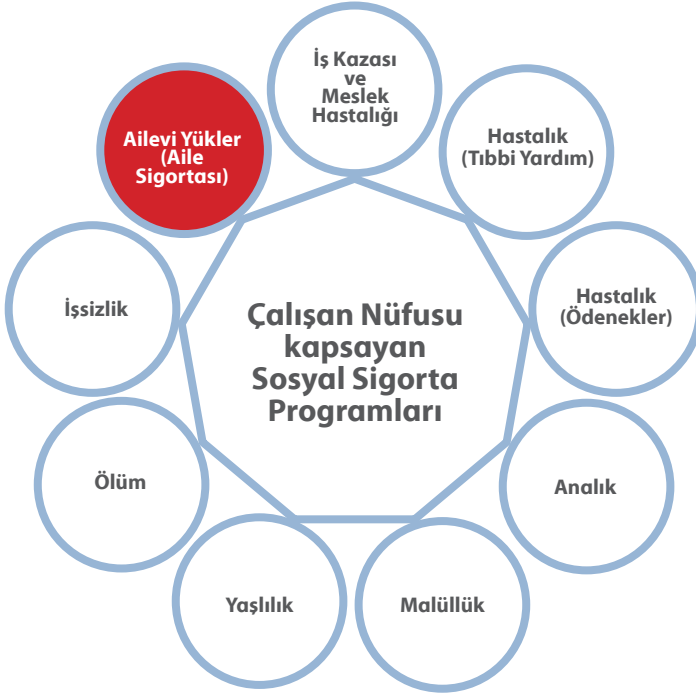 İş Kazası
ve
Meslek
Hastalığı
Hastalık
(Tıbbi Yardım)
Hastalık
(Ödenekler)
Analık
Malüllük
Yaşlılık
Ölüm
İşsizlik
Ailevi Yükler
(Aile
Sigortası)
Çalışan Nüfusu
kapsayan
Sosyal Sigorta
Programları